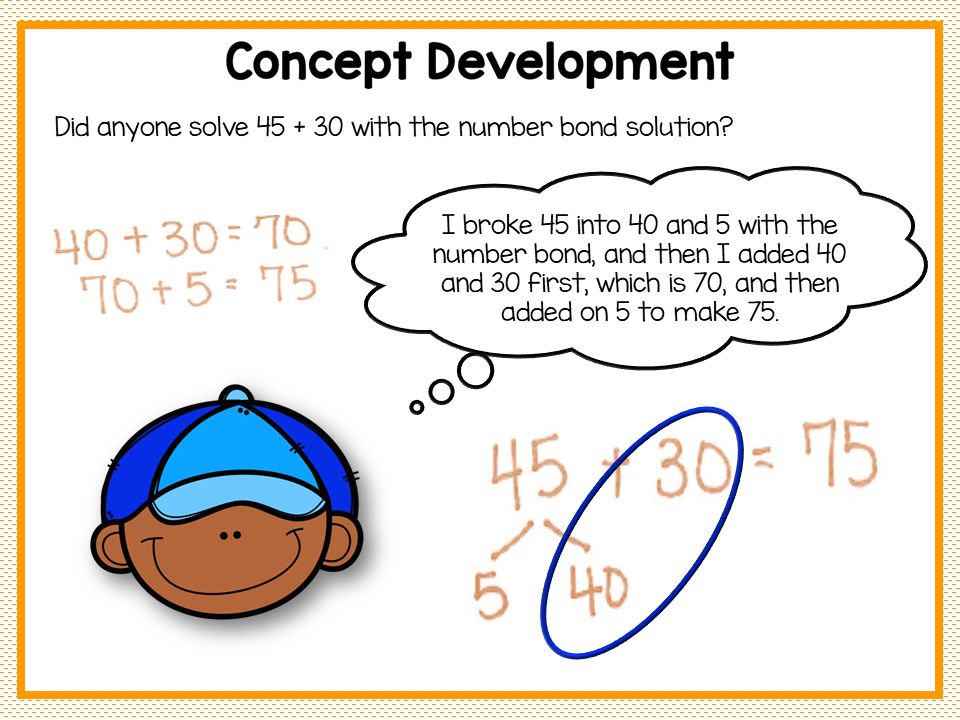 Concept Development
Did anyone solve 45 + 30 with the number bond solution?
40 + 30 = 70
70 + 5 = 75
I broke 45 into 40 and 5 with the
number bond, and then I added 40
and 30 first, which is 70, and then
added on 5 to make 75.
45 + 30 = 75
5 40